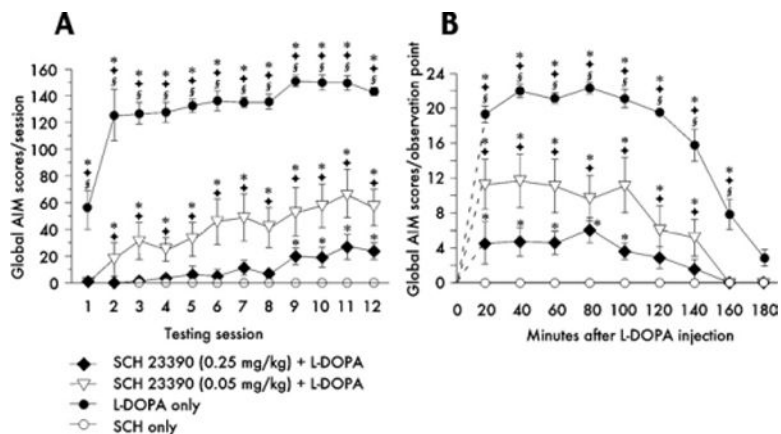 A
B
Global AIM scores/session
160
140
120
100
80
60
40
20
0
1 2 3 4 5 6 7 8 9 10 11 12
Testing session
Global AIM scores/observation point
24
20
16
12
8
4
0
0 20 40 60 80 100 120 140 160 180
Minutes after L-DOPA injection
SCH 23390 (0.25 mg/kg) + L-DOPA
SCH 23390 (0.05 mg/kg) + L-DOPA
L-DOPA only
SCH only